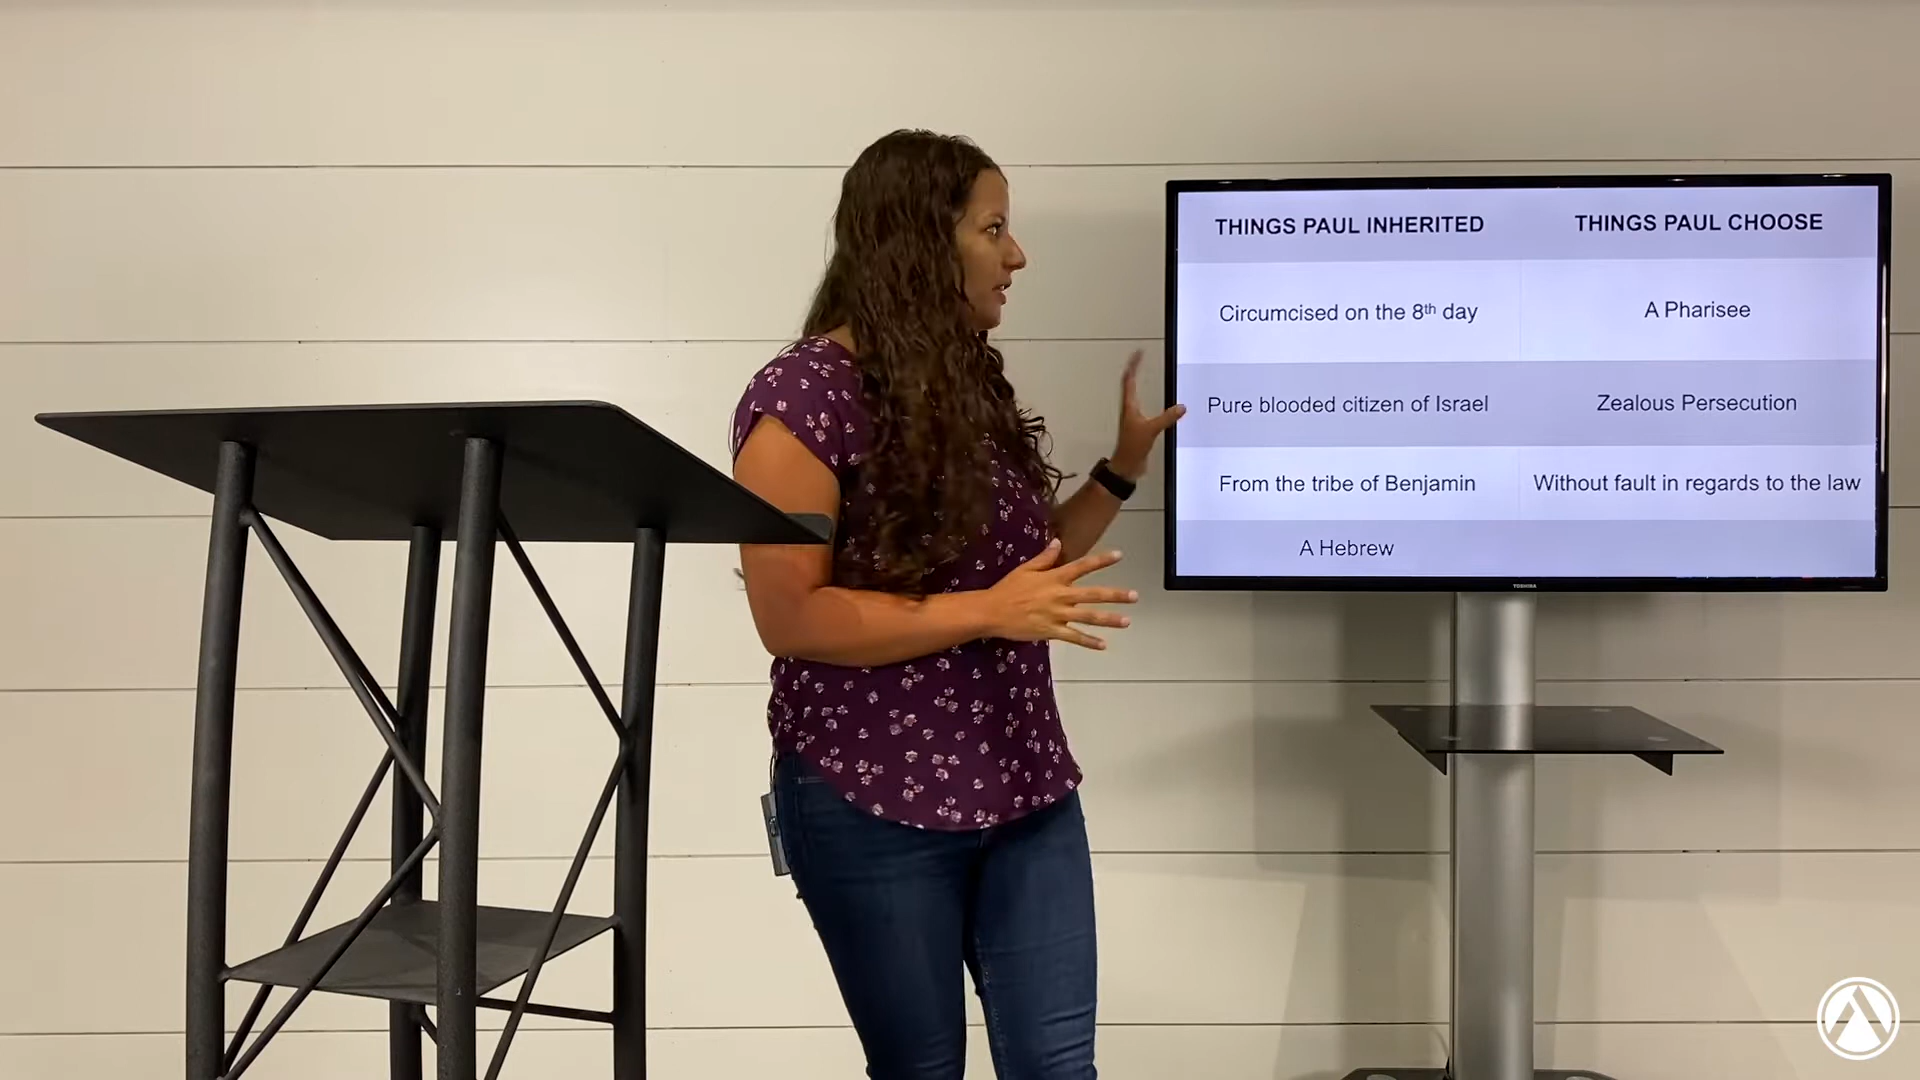 THINGS PAUL INHERITED THINGS PAUL CHOOSE
Circumcised on the 8th day A Pharisee
Pure blooded citizen of Israel Zealous Persecution
From the tribe of Benjamin Without fault in regards to the law
A Hebrew
TOSHIBA